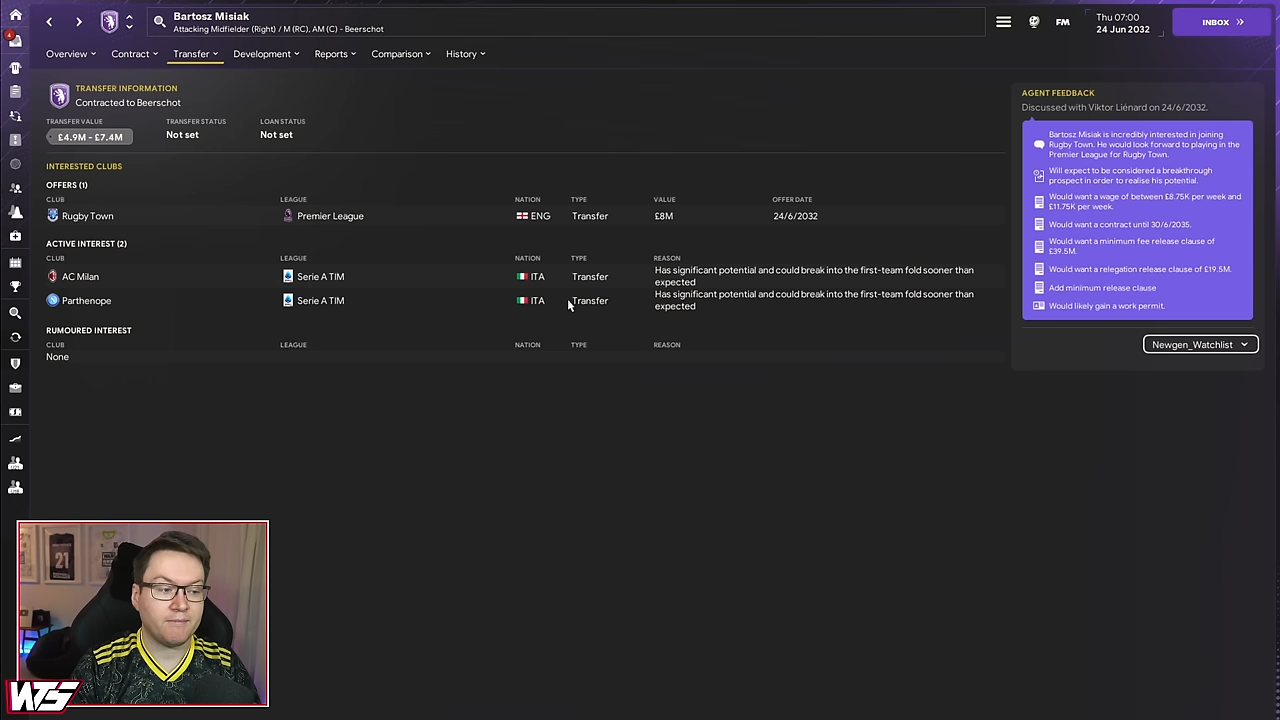 Bartosz Misiak
Attacking Midfielder (Right) / M (RC), AM (C) - Beerschot
FM
Thu 07:00
24 Jun 2032
INBOX
4
Overview
Contract
Transfer
Development
Reports
Comparison
History
TRANSFER INFORMATION
Contracted to Beerschot
TRANSFER VALUE
TRANSFER STATUS
LOAN STATUS
£4.9M - £7.4M
Not set
Not set
INTERESTED CLUBS
OFFERS (1)
CLUB LEAGUE NATION TYPE VALUE OFFER DATE
Rugby Town Premier League ENG Transfer £8M 24/6/2032
ACTIVE INTEREST (2)
CLUB LEAGUE NATION TYPE REASON
AC Milan Serie A TIM ITA Transfer Has significant potential and could break into the first-team fold sooner than
expected
Parthenope Serie A TIM ITA Transfer Has significant potential and could break into the first-team fold sooner than
expected
RUMOURED INTEREST
CLUB LEAGUE NATION TYPE REASON
None
AGENT FEEDBACK
Discussed with Viktor Liénard on 24/6/2032.
Bartosz Misiak is incredibly interested in joining
Rugby Town. He would look forward to playing in the
Premier League for Rugby Town.
Will expect to be considered a breakthrough
prospect in order to realise his potential.
Would want a wage of between £8.75K per week and
£11.75K per week.
Would want a contract until 30/6/2035.
Would want a minimum fee release clause of
£39.5M.
Would want a relegation release clause of £19.5M.
Add minimum release clause
Would likely gain a work permit.
Newgen_Watchlist
21
WTS